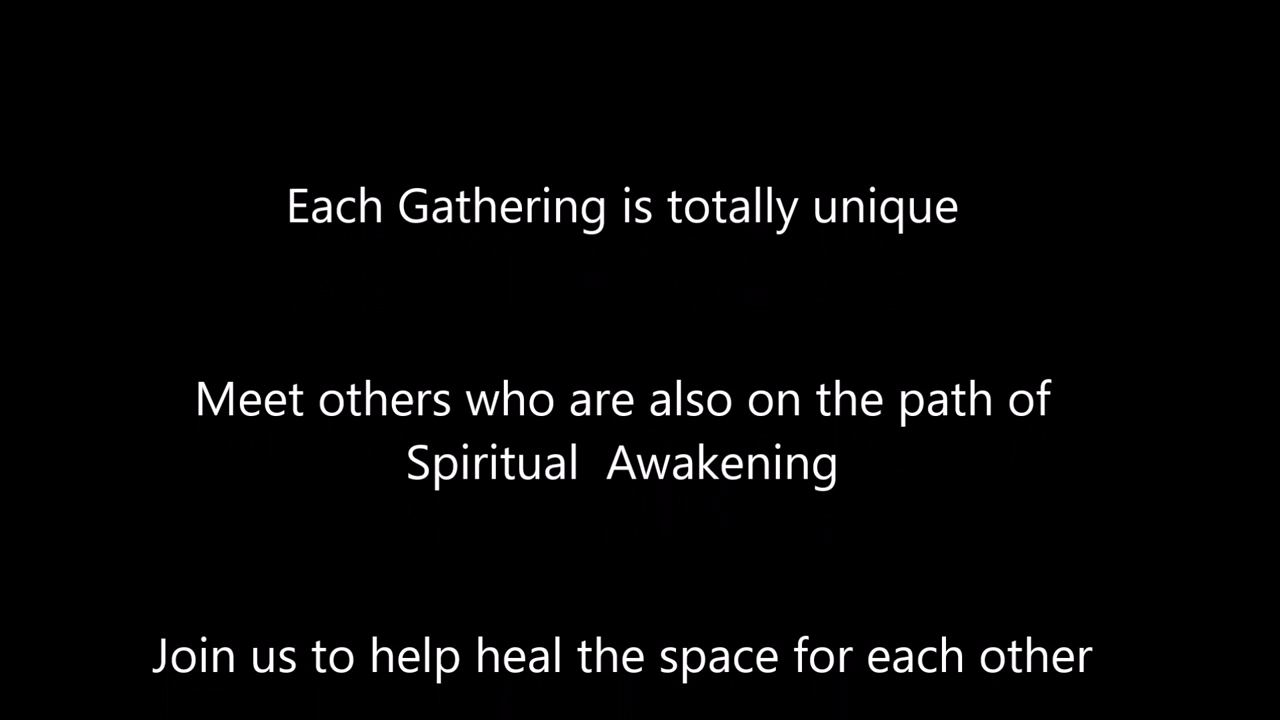 Each Gathering is totally unique
Meet others who are also on the path of
Spiritual  Awakening
Join us to help heal the space for each other